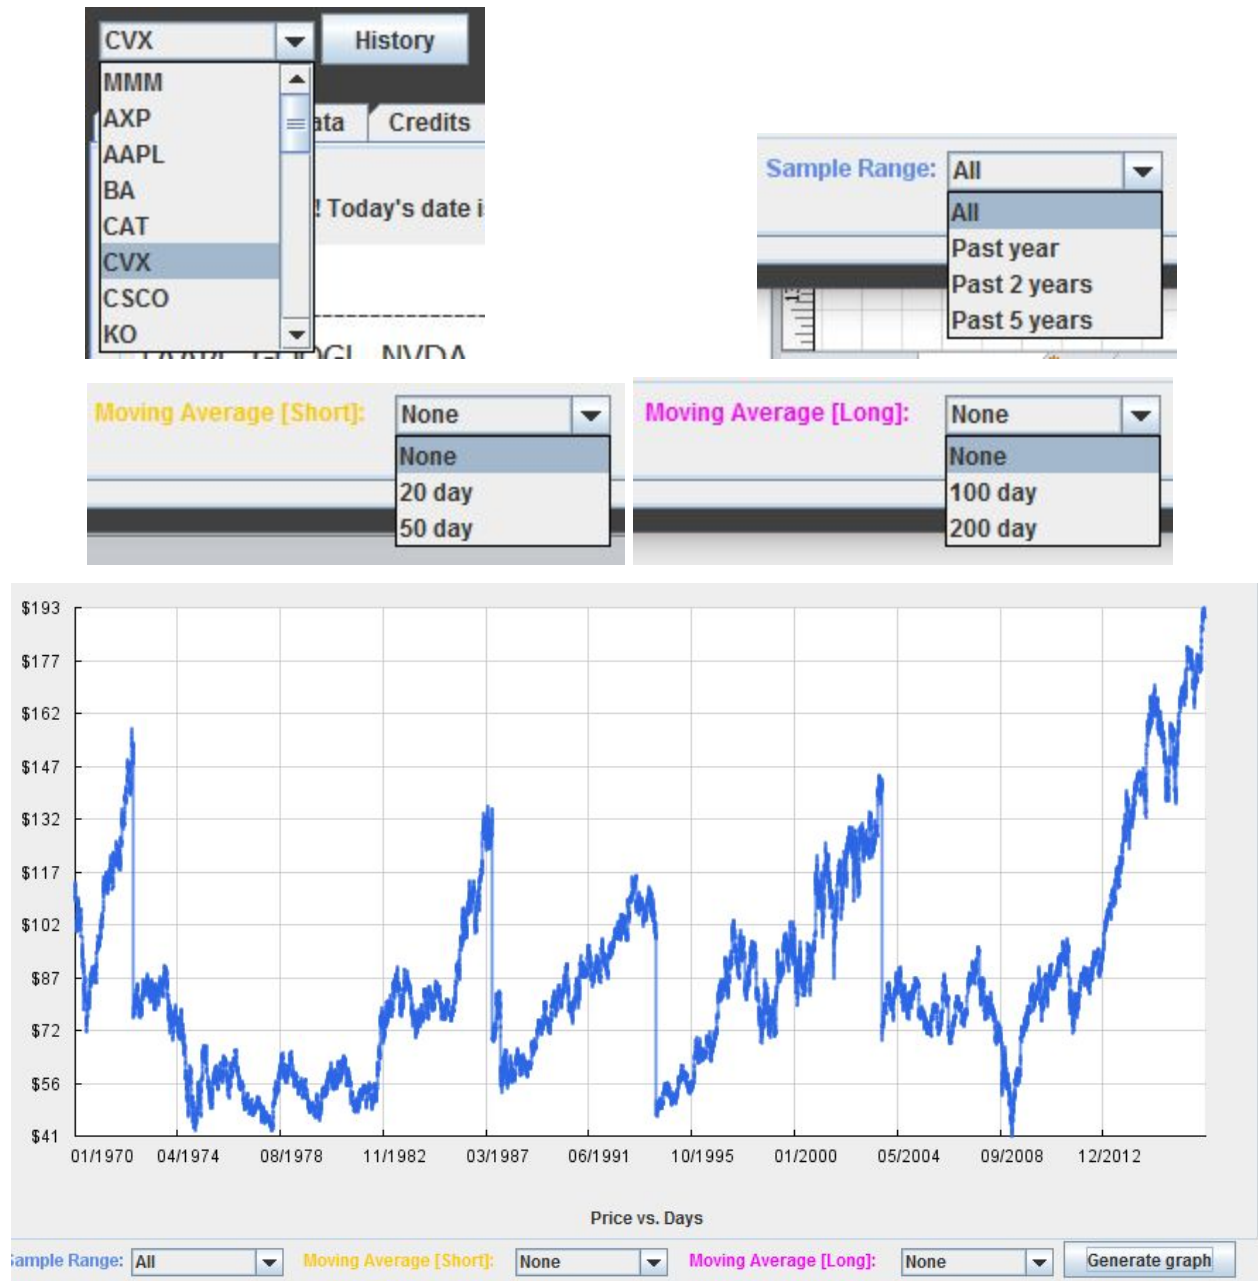 CVX
History
MMM
AXP
ata
Credits
AAPL
BA
CAT
! Today's date i
CVX
CSCO
KO
NVDA
Sample Range:
All
All
Past year
Past 2 years
Past 5 years
Moving Average [Short]:
None
None
20 day
50 day
Moving Average [Long]:
None
None
100 day
200 day
$193
$177
$162
$147
$132
$117
$102
$87
$72
$56
$41
01/1970 04/1974 08/1978 11/1982 03/1987 06/1991 10/1995 01/2000 05/2004 09/2008 12/2012
Price vs. Days
Sample Range: All Moving Average [Short]: None Moving Average [Long]: None Generate graph